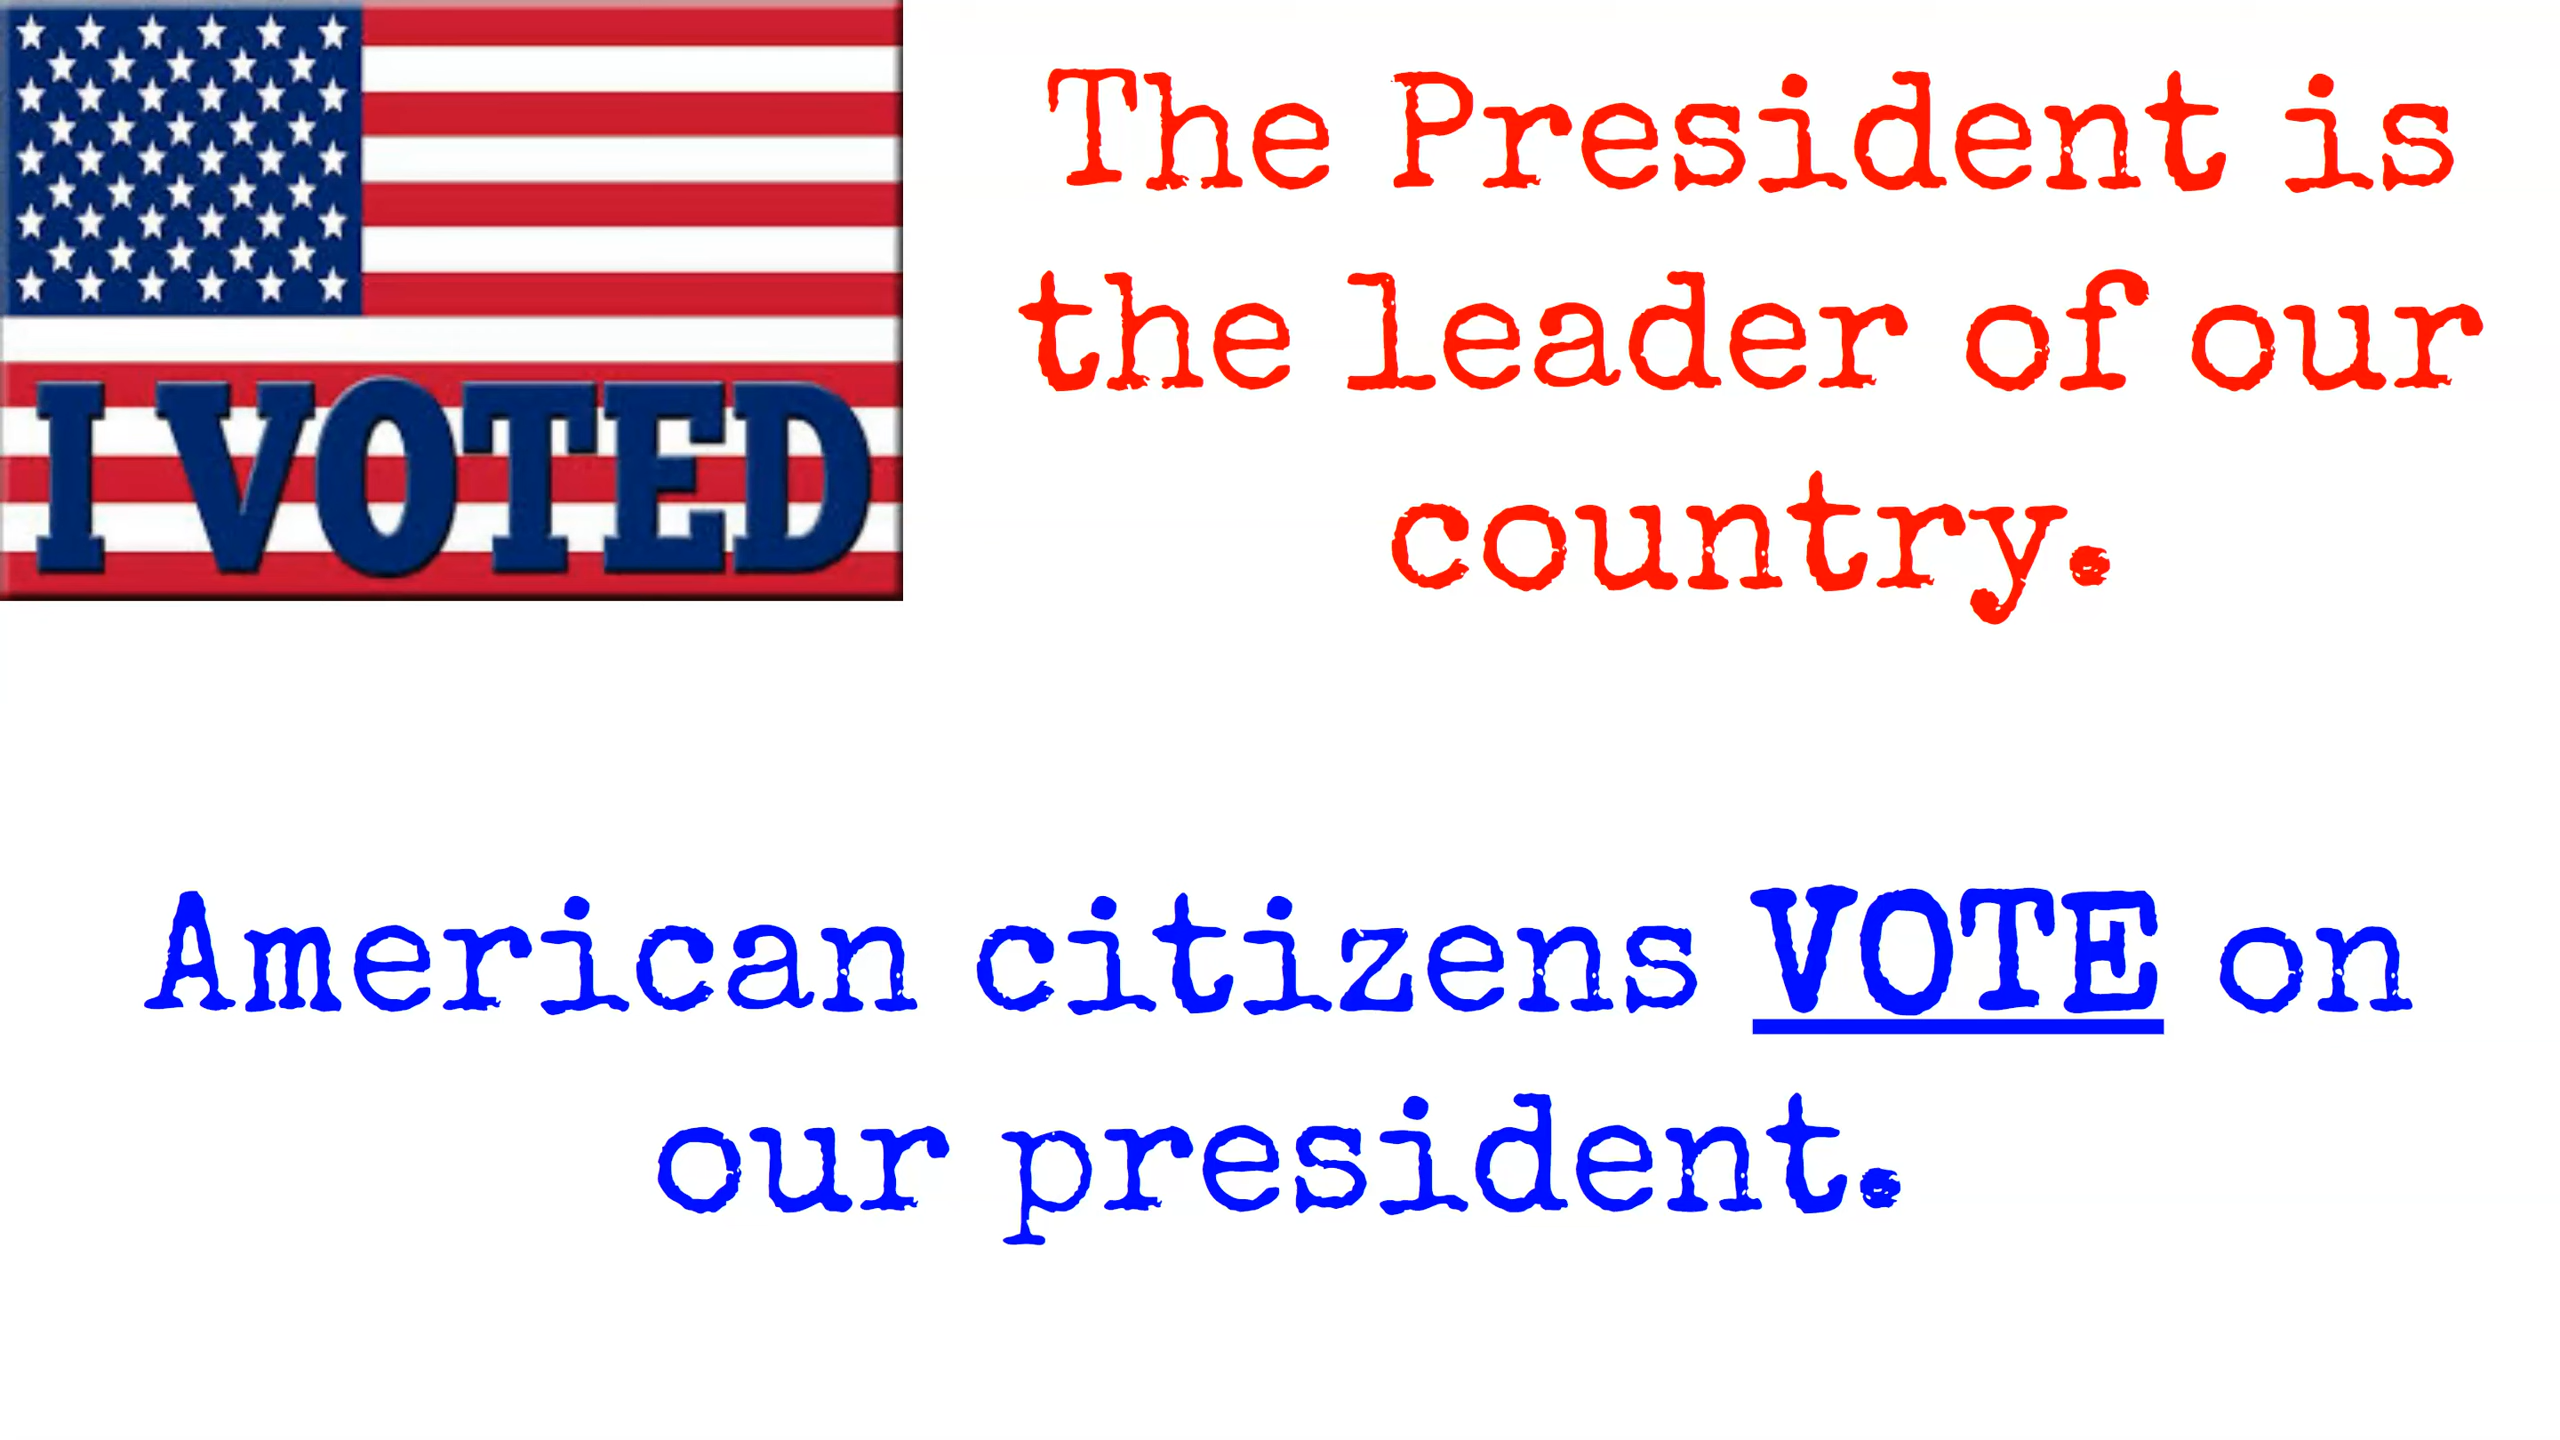 I VOTED
The President is
the leader of our
country.
American citizens VOTE on
our president.